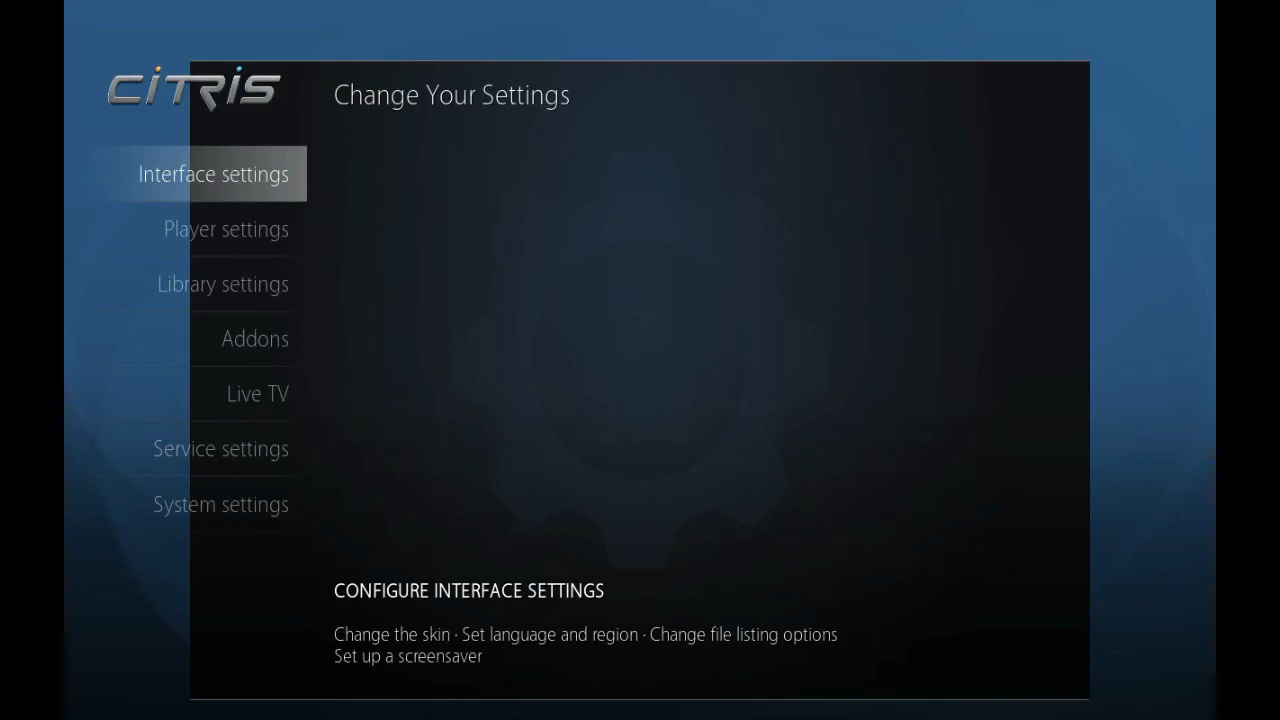 CiTRiS
Change Your Settings
Interface settings
Player settings
Library settings
Addons
Live TV
Service settings
System settings
CONFIGURE INTERFACE SETTINGS
Change the skin · Set language and region · Change file listing options
Set up a screensaver